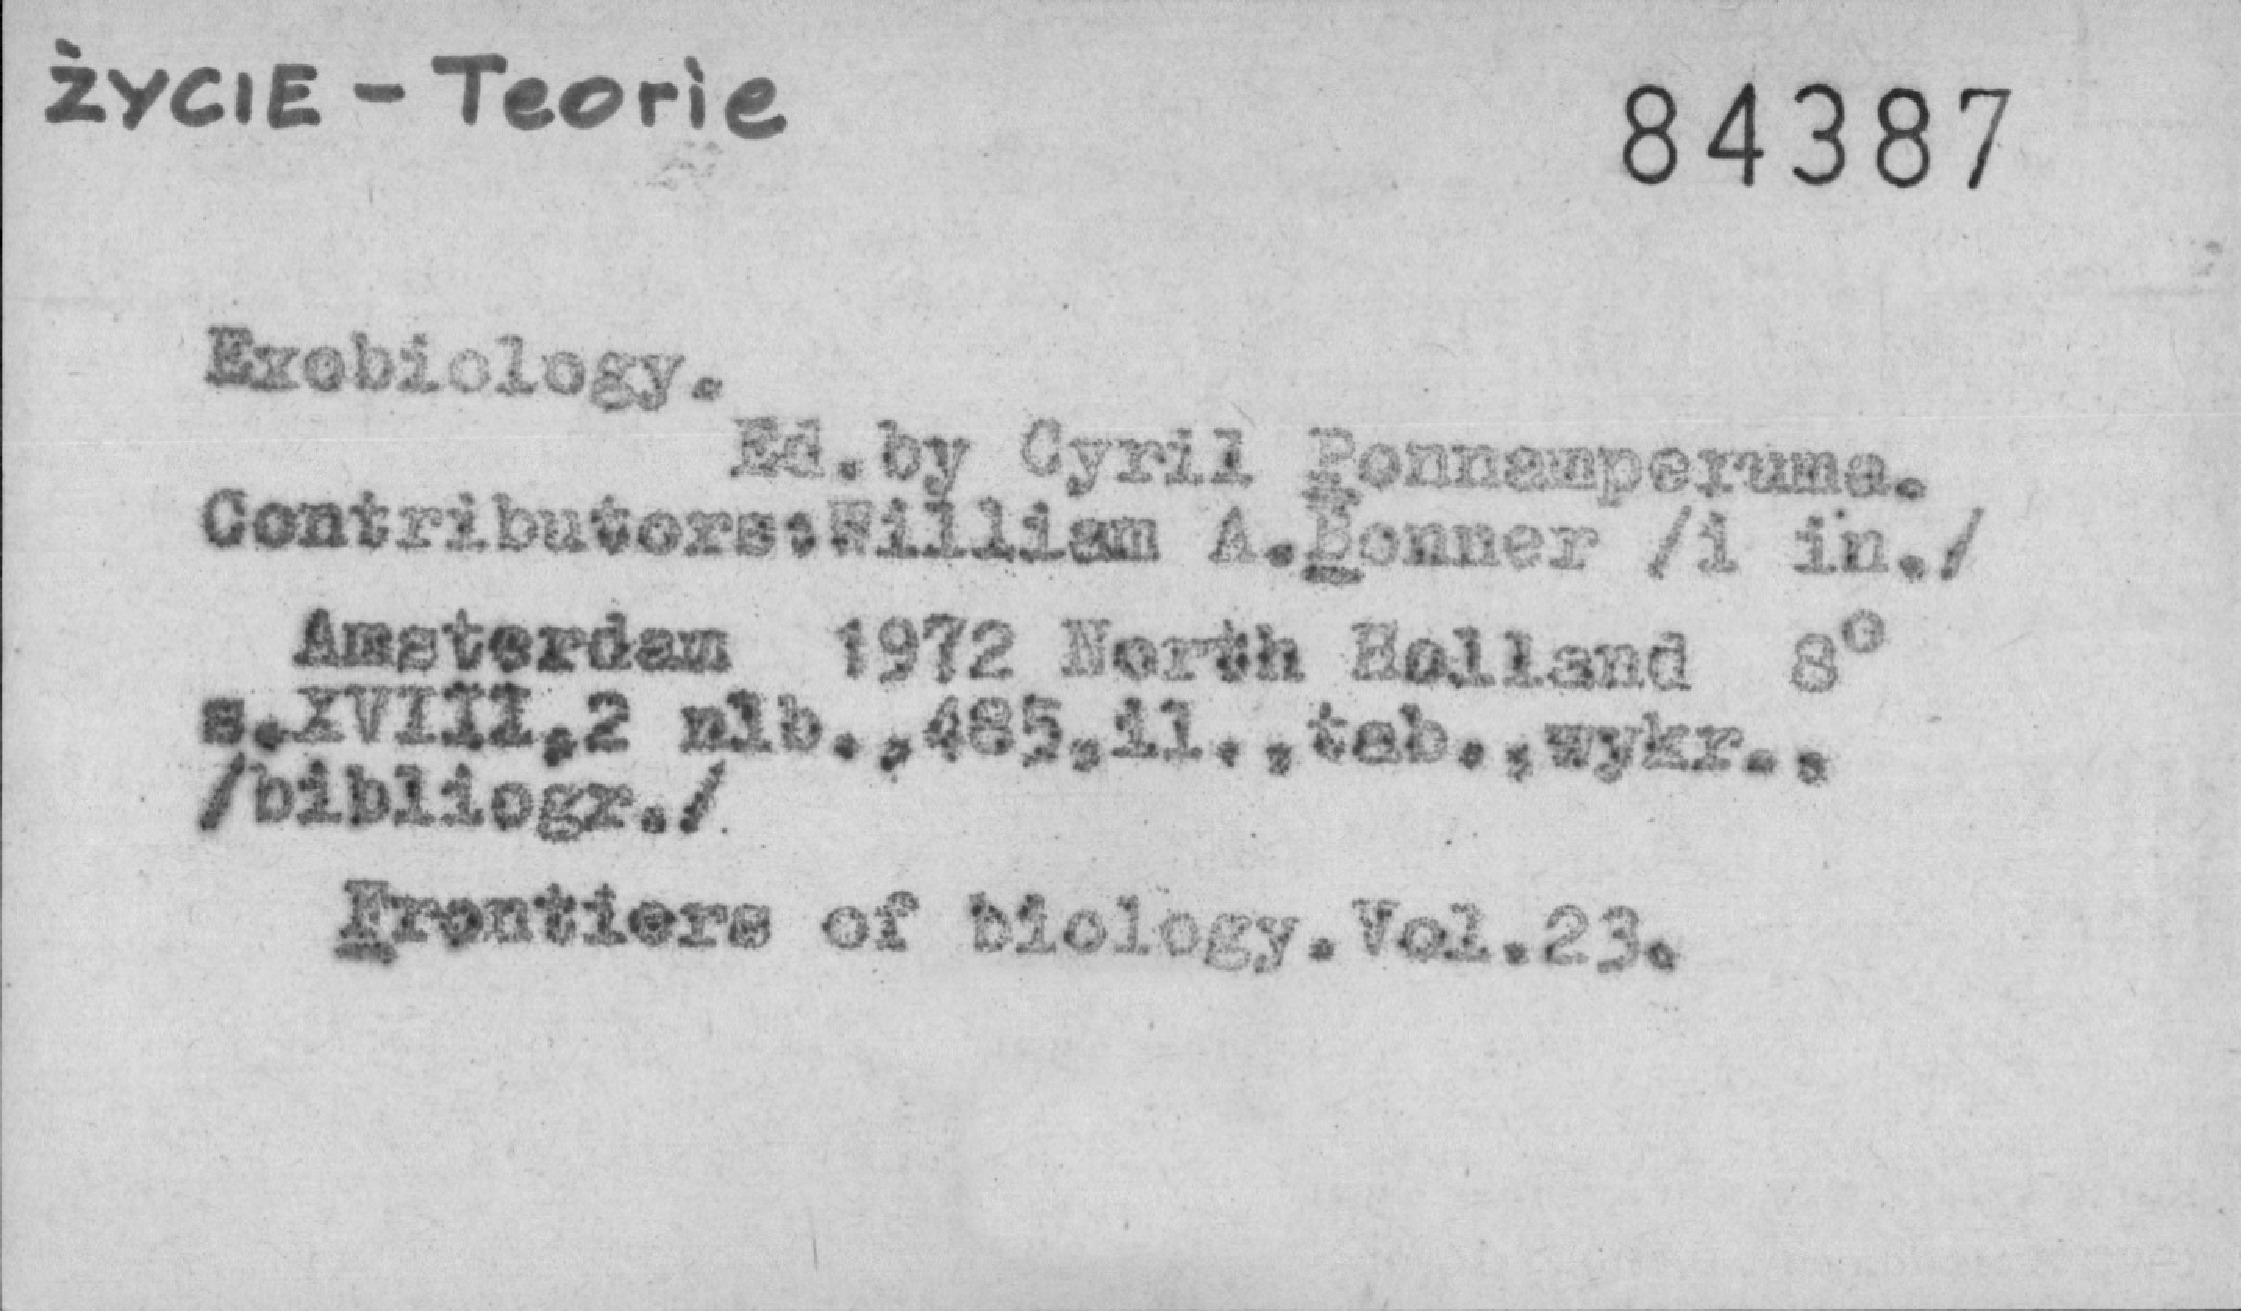 ŻYCIE - Teorie
84387
Exobiology.
Ed.by Cyril Ponnamperuma.
Contributors:William A.Bonner /i in./
Amsterdam 1972 North Holland 8°
s.XVIII,2 nlb.,485,il.,tab.,wykr.,
/bibliogr./
Frontiers of biology.Vol.23.